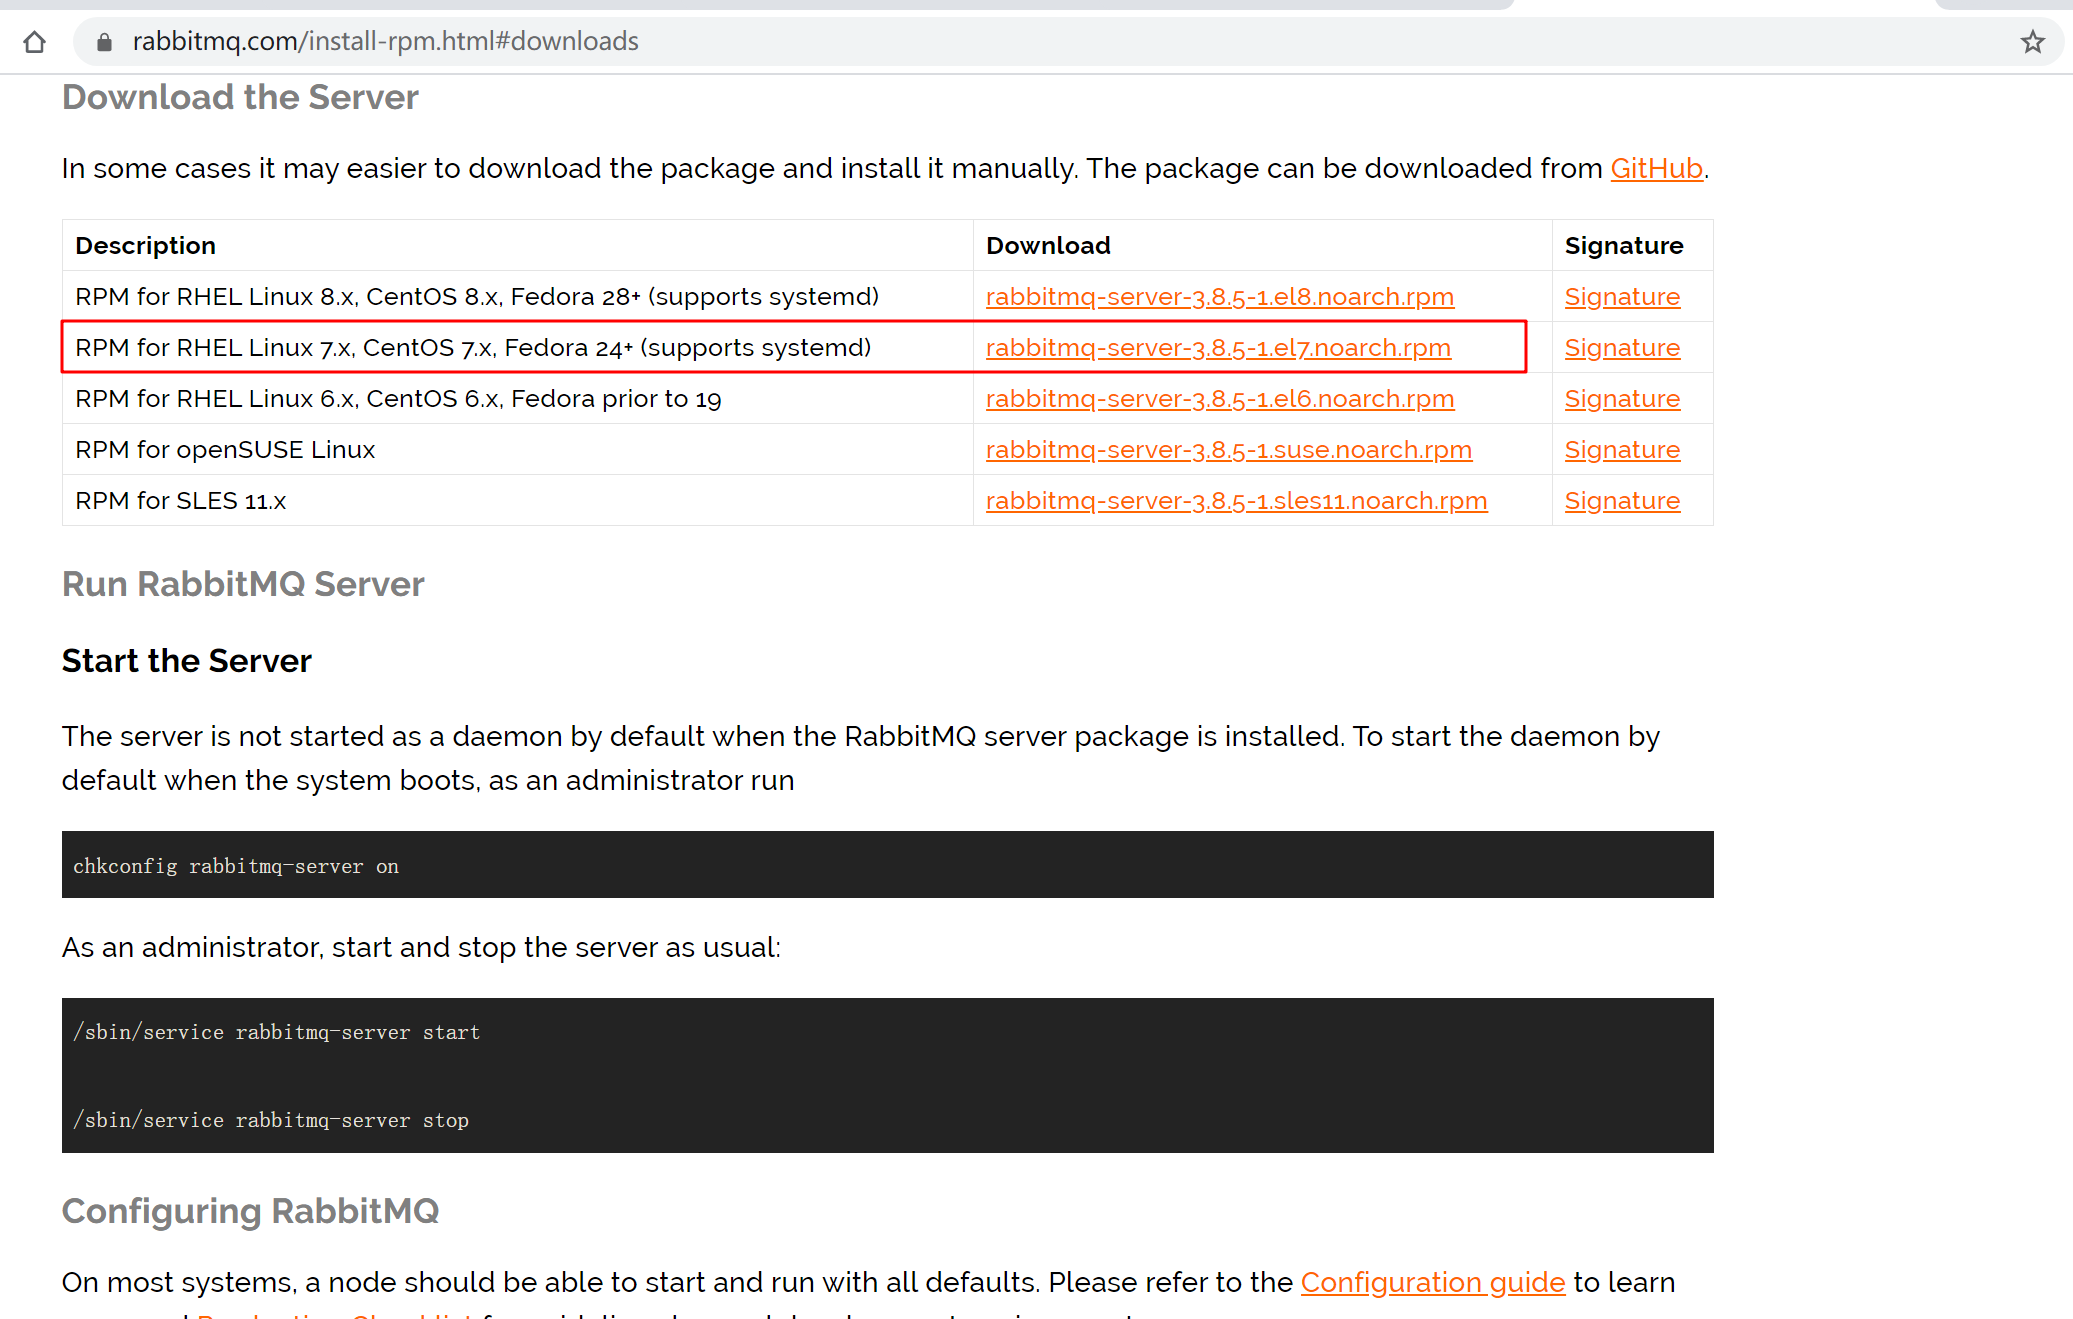 rabbitmq.com/install-rpm.html#downloads
Download the Server
In some cases it may easier to download the package and install it manually. The package can be downloaded from GitHub.
Description Download Signature
RPM for RHEL Linux 8.x, CentOS 8.x, Fedora 28+ (supports systemd) rabbitmq-server-3.8.5-1.el8.noarch.rpm Signature
RPM for RHEL Linux 7.x, CentOS 7.x, Fedora 24+ (supports systemd) rabbitmq-server-3.8.5-1.el7.noarch.rpm Signature
RPM for RHEL Linux 6.x, CentOS 6.x, Fedora prior to 19 rabbitmq-server-3.8.5-1.el6.noarch.rpm Signature
RPM for openSUSE Linux rabbitmq-server-3.8.5-1.suse.noarch.rpm Signature
RPM for SLES 11.x rabbitmq-server-3.8.5-1.sles11.noarch.rpm Signature
Run RabbitMQ Server
Start the Server
The server is not started as a daemon by default when the RabbitMQ server package is installed. To start the daemon by
default when the system boots, as an administrator run
chkconfig rabbitmq-server on
As an administrator, start and stop the server as usual:
/sbin/service rabbitmq-server start
/sbin/service rabbitmq-server stop
Configuring RabbitMQ
On most systems, a node should be able to start and run with all defaults. Please refer to the Configuration guide to learn